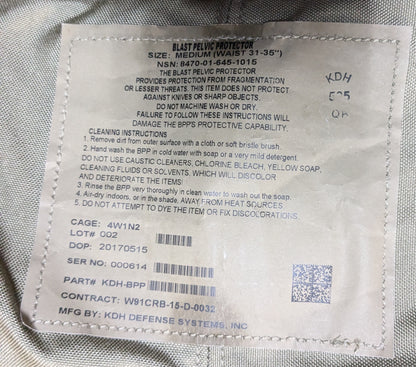 BLAST PELVIC PROTECTOR
SIZE: MEDIUM (WAIST 31-35")
NSN: 8470-01-645-1015
THE BLAST PELVIC PROTECTOR
PROVIDES PROTECTION FROM FRAGMENTATION
OR LESSER THREATS. THIS ITEM DOES NOT PROTECT
AGAINST KNIVES OR SHARP OBJECTS.
DO NOT MACHINE WASH OR DRY.
FAILURE TO FOLLOW THESE INSTRUCTIONS WILL
DAMAGE THE BPP'S PROTECTIVE CAPABILITY.
KDH
CLEANING INSTRUCTIONS
1. Remove dirt from outer surface with a cloth or soft bristle brush.
2. Hand wash the BPP in cold water with soap or a very mild detergent.
DO NOT USE CAUSTIC CLEANERS, CHLORINE BLEACH, YELLOW SOAP,
CLEANING FLUIDS OR SOLVENTS, WHICH WILL DISCOLOR
AND DETERIORATE THE ITEMS!
3. Rinse the BPP very thoroughly in clean water to wash out the soap.
4. Air-dry indoors, or in the shade, AWAY FROM HEAT SOURCES
5. DO NOT ATTEMPT TO DYE THE ITEM OR FIX DISCOLORATIONS.
CAGE: 4W1N2
LOT# 002
DOP: 20170515
SER NO: 000614
PART# KDH-BPP
CONTRACT: W91CRB-15-D-0032
MFG BY: KDH DEFENSE SYSTEMS, INC